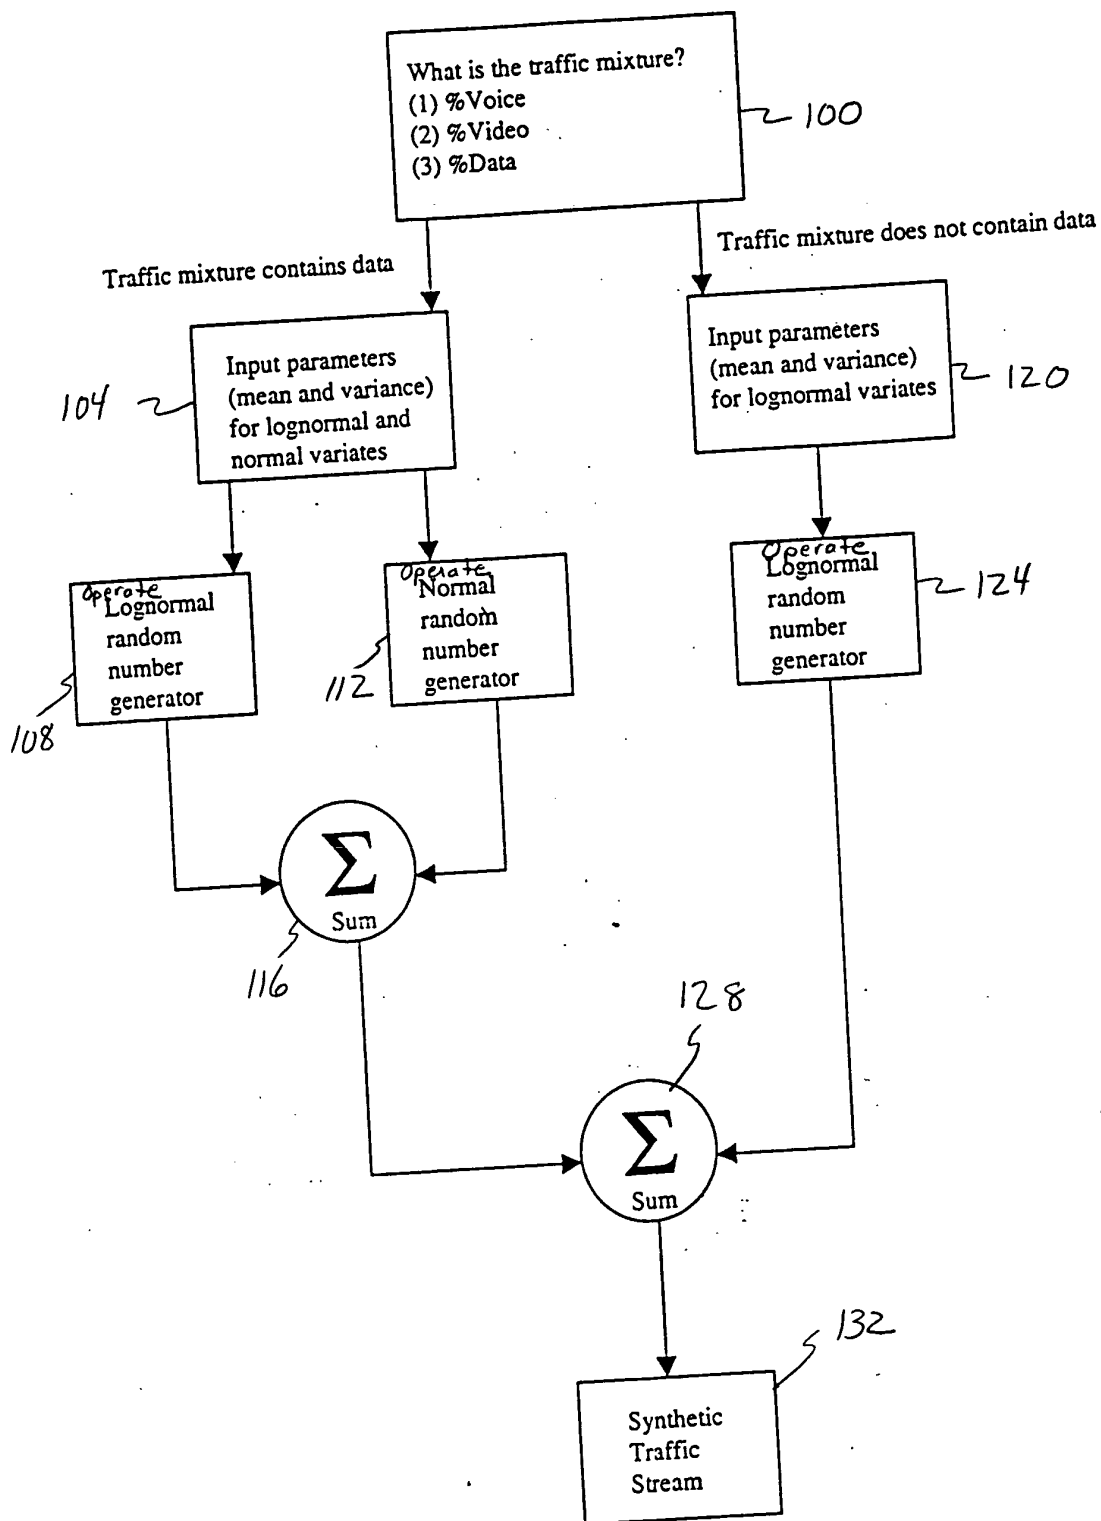 What is the traffic mixture?
(1) %Voice
(2) %Video
(3) %Data
100
Traffic mixture contains data
Traffic mixture does not contain data
Input parameters
(mean and variance)
for lognormal and
normal variates
104
Input parameters
(mean and variance)
for lognormal variates
120
Operate
Lognormal
random
number
generator
108
Operate
Normal
random
number
generator
112
Operate
Lognormal
random
number
generator
124
Σ
Sum
116
128
Σ
Sum
132
Synthetic
Traffic
Stream